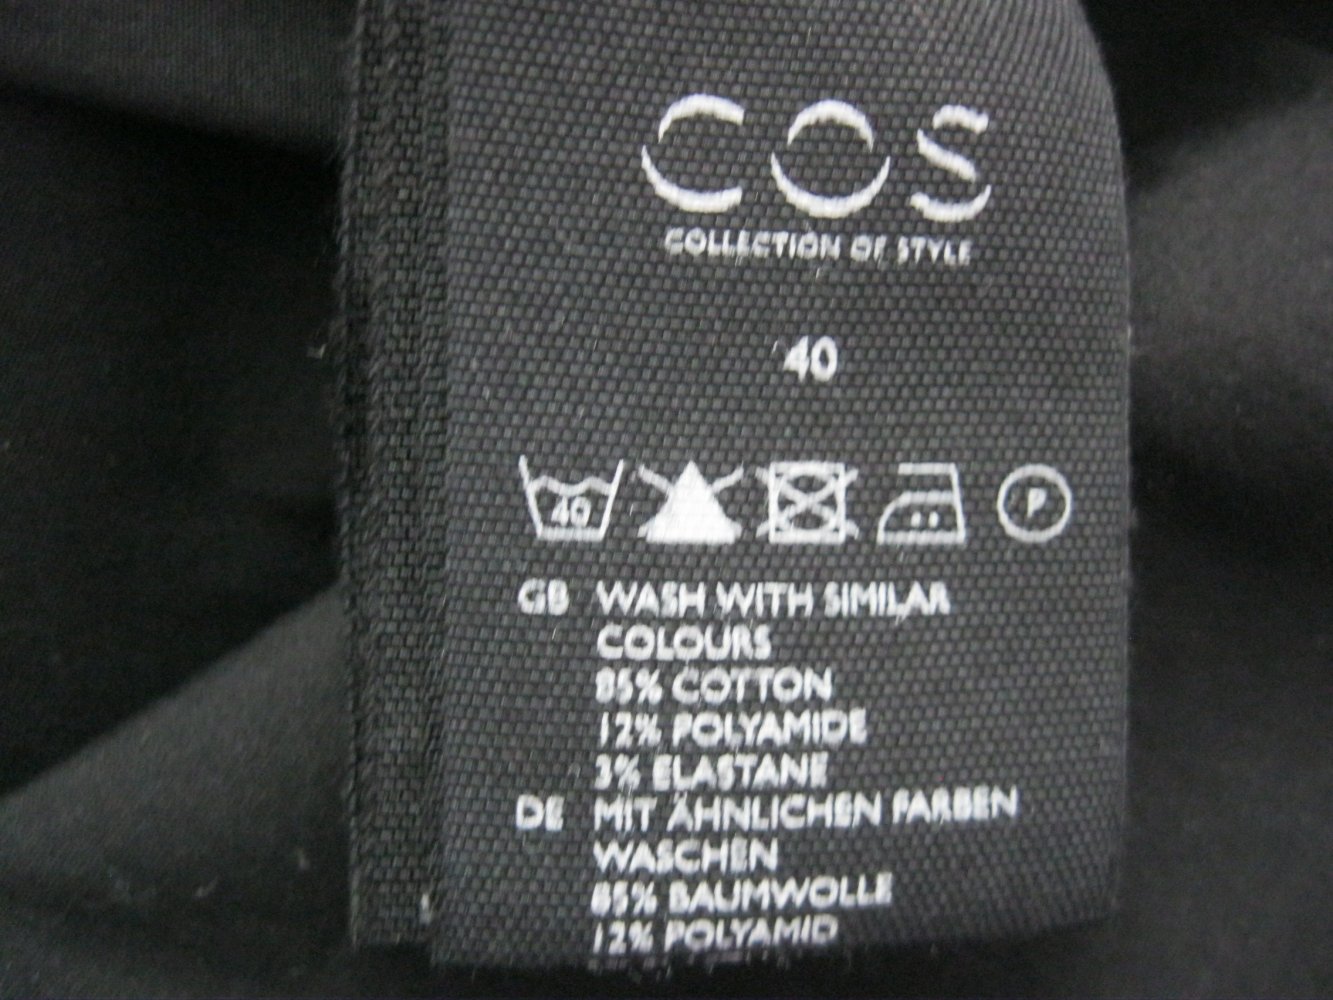 COS
COLLECTION OF STYLE
40
40 P
GB WASH WITH SIMILAR
COLOURS
85% COTTON
12% POLYAMIDE
3% ELASTANE
DE MIT ÄHNLICHEN FARBEN
WASCHEN
85% BAUMWOLLE
12% POLYAMID